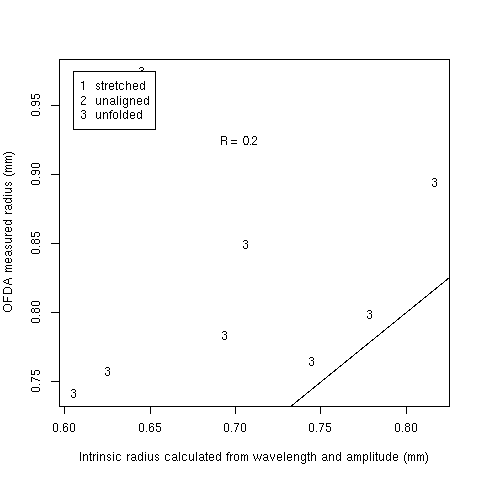 3
1 stretched
2 unaligned
3 unfolded
R = 0.2
3
3
3
3
3
3
3
0.75 0.80 0.85 0.90 0.95
OFDA measured radius (mm)
0.60 0.65 0.70 0.75 0.80
Intrinsic radius calculated from wavelength and amplitude (mm)